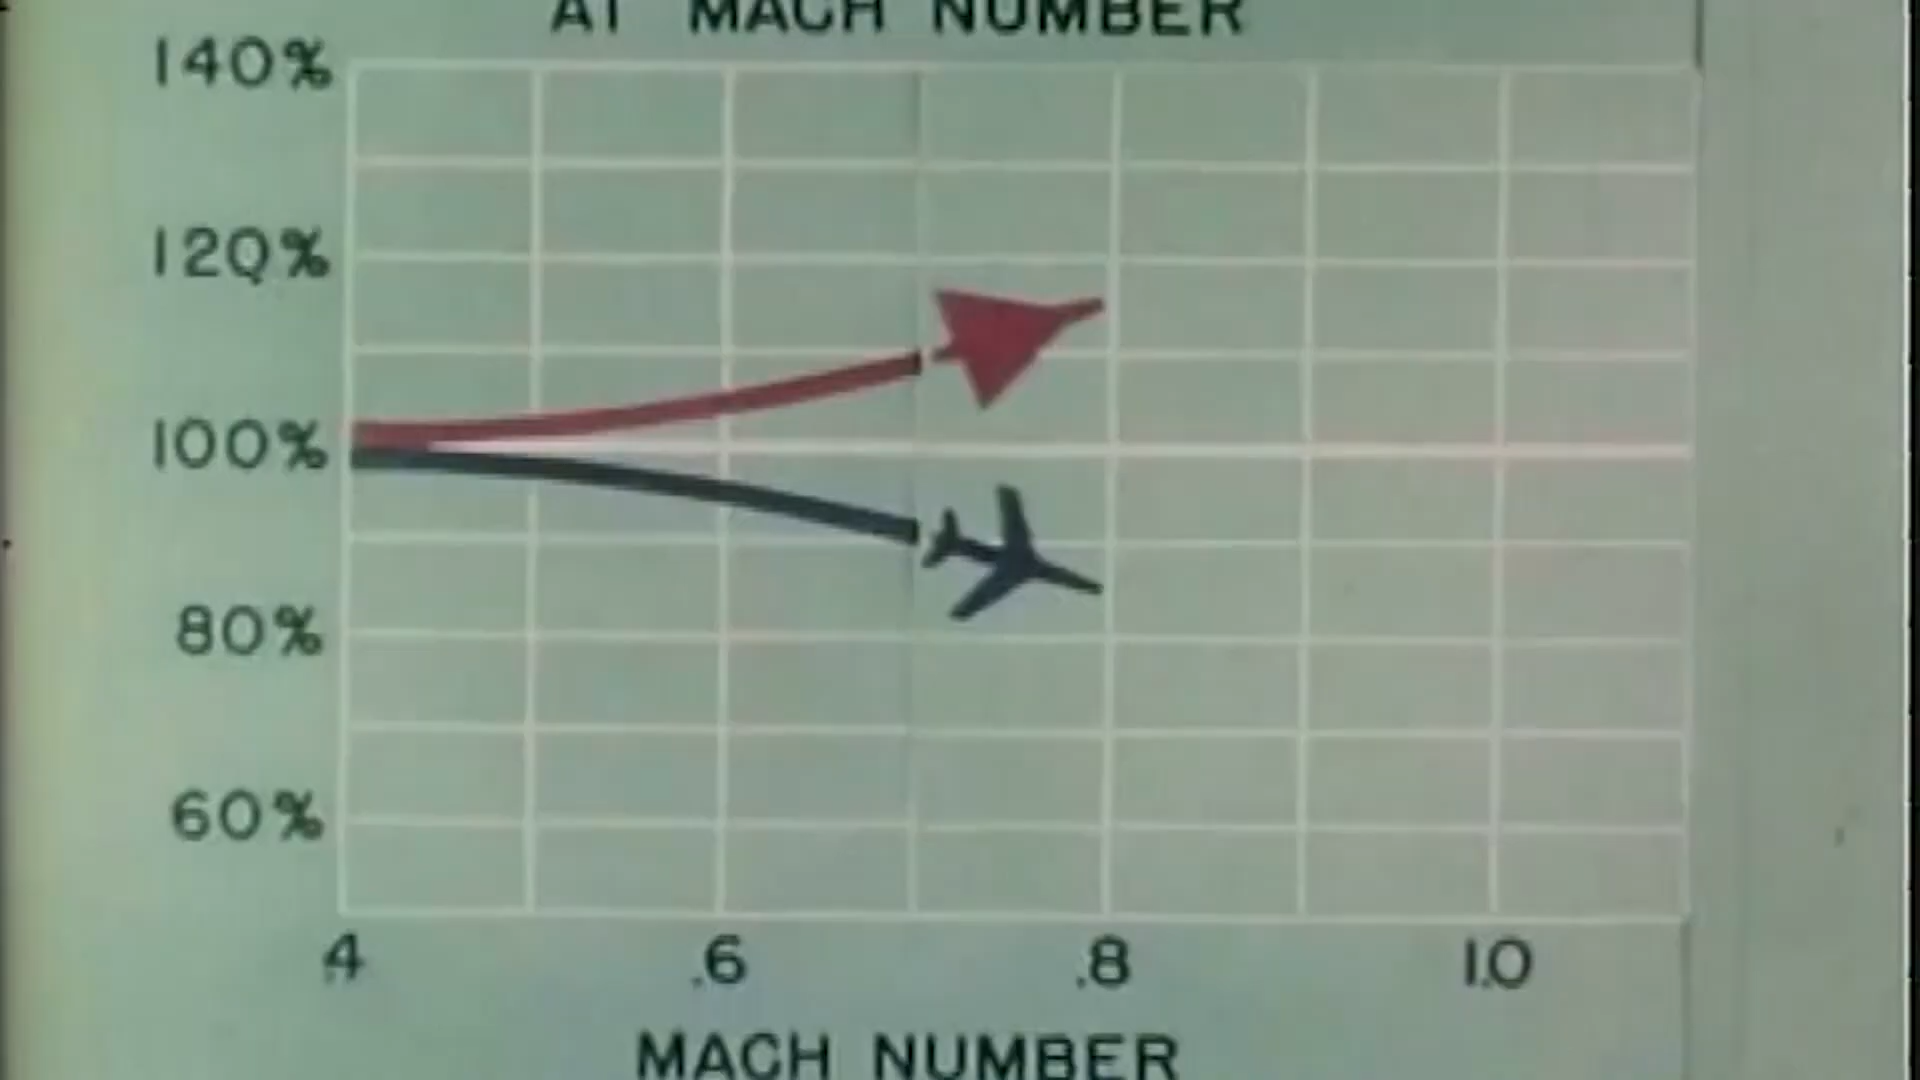 AT MACH NUMBER
140%
120%
100%
80%
60%
.4 .6 .8 1.0
MACH NUMBER